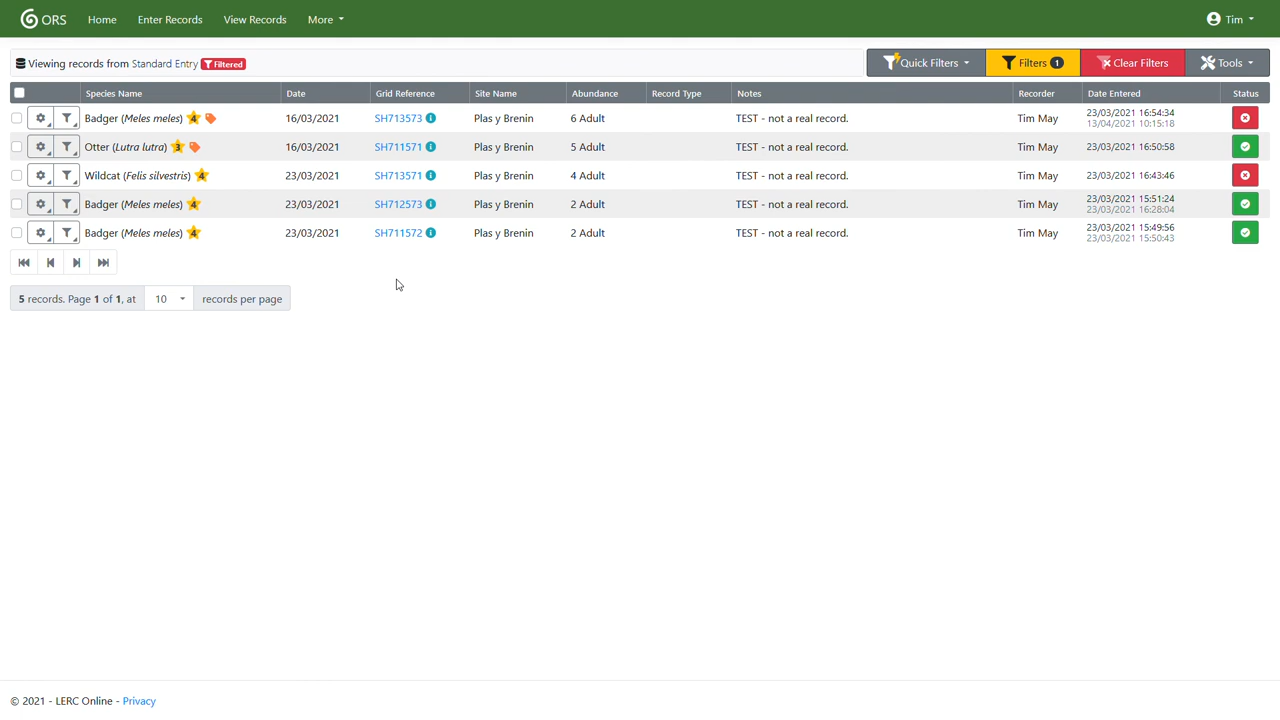 ORS Home Enter Records View Records More Tim
Viewing records from Standard Entry Filtered Quick Filters Filters 1 Clear Filters Tools
Species Name Date Grid Reference Site Name Abundance Record Type Notes Recorder Date Entered Status
Badger (Meles meles) 4 16/03/2021 SH713573 Plas y Brenin 6 Adult TEST - not a real record. Tim May 23/03/2021 16:54:34
13/04/2021 10:15:18
Otter (Lutra lutra) 3 16/03/2021 SH711571 Plas y Brenin 5 Adult TEST - not a real record. Tim May 23/03/2021 16:50:58
Wildcat (Felis silvestris) 4 23/03/2021 SH713571 Plas y Brenin 4 Adult TEST - not a real record. Tim May 23/03/2021 16:43:46
Badger (Meles meles) 4 23/03/2021 SH712573 Plas y Brenin 2 Adult TEST - not a real record. Tim May 23/03/2021 15:51:24
23/03/2021 16:28:04
Badger (Meles meles) 4 23/03/2021 SH711572 Plas y Brenin 2 Adult TEST - not a real record. Tim May 23/03/2021 15:49:56
23/03/2021 15:50:43
5 records. Page 1 of 1, at 10 records per page
© 2021 - LERC Online - Privacy